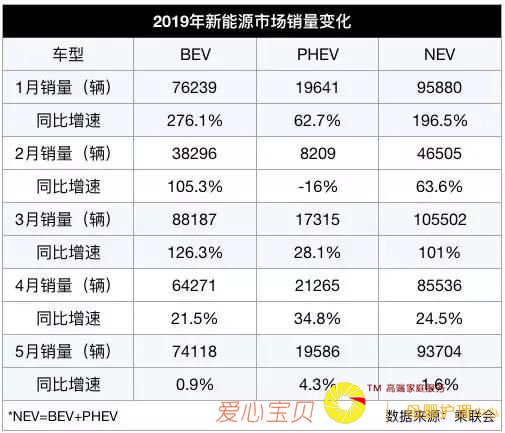 2019年新能源市场销量变化
车型 BEV PHEV NEV
1月销量（辆） 76239 19641 95880
同比增速 276.1% 62.7% 196.5%
2月销量（辆） 38296 8209 46505
同比增速 105.3% -16% 63.6%
3月销量（辆） 88187 17315 105502
同比增速 126.3% 28.1% 101%
4月销量（辆） 64271 21265 85536
同比增速 21.5% 34.8% 24.5%
5月销量（辆） 74118 19586 93704
同比增速 0.9% 4.3% 1.6%
TM 高端家庭服务
爱心宝贝
*NEV=BEV+PHEV 数据来源：乘联会